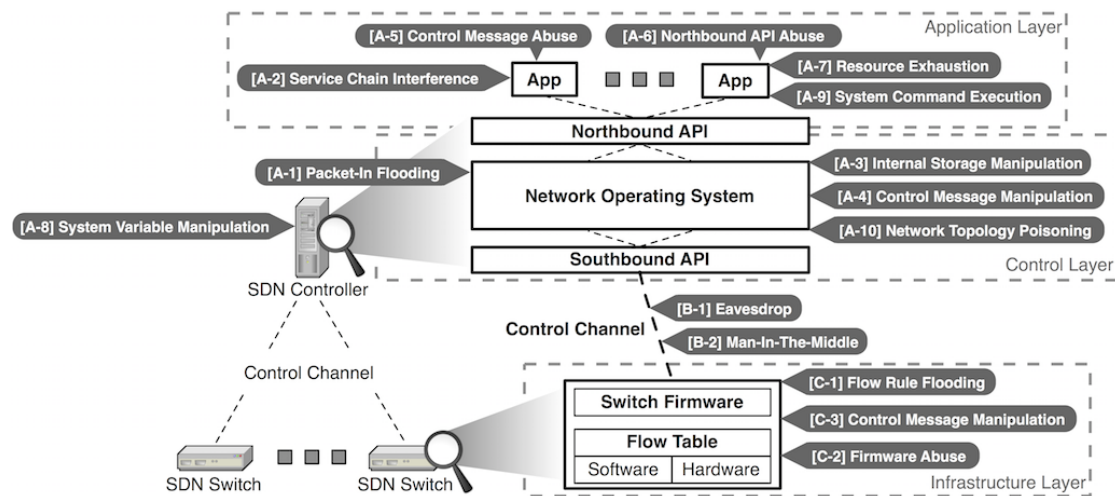 Application Layer
[A-5] Control Message Abuse
[A-6] Northbound API Abuse
[A-2] Service Chain Interference
App
App
[A-7] Resource Exhaustion
[A-9] System Command Execution
Northbound API
[A-1] Packet-In Flooding
Network Operating System
[A-3] Internal Storage Manipulation
[A-4] Control Message Manipulation
[A-8] System Variable Manipulation
[A-10] Network Topology Poisoning
Southbound API
Control Layer
SDN Controller
[B-1] Eavesdrop
Control Channel
[B-2] Man-In-The-Middle
Control Channel
[C-1] Flow Rule Flooding
Switch Firmware
[C-3] Control Message Manipulation
Flow Table
[C-2] Firmware Abuse
Software
Hardware
SDN Switch
SDN Switch
Infrastructure Layer